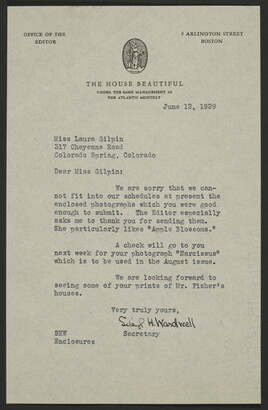 OFFICE OF THE
EDITOR
8 ARLINGTON STREET
BOSTON
THE HOUSE BEAUTIFUL
UNDER THE SAME MANAGEMENT AS
THE ATLANTIC MONTHLY
June 12, 1929
Miss Laura Gilpin
317 Cheyenne Road
Colorado Spring, Colorado
Dear Miss Gilpin:
We are sorry that we can-
not fit into our schedules at present the
enclosed photographs which you were good
enough to submit. The Editor especially
asks me to thank you for sending them.
She particularly likes "Apple Blossoms."
A check will go to you
next week for your photograph "Narcissus"
which is to be used in the August issue.
We are looking forward to
seeing some of your prints of Mr. Fisher's
houses.
Very truly yours,
H. Wardwell
Secretary
SHW
Enclosures